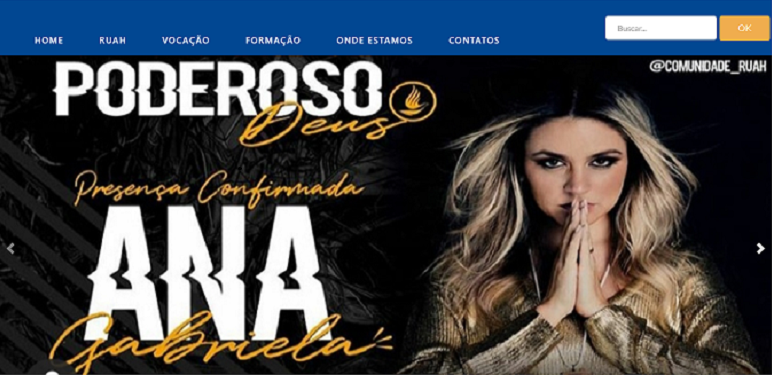 Buscar...
OK
HOME RUAH VOCAÇÃO FORMAÇÃO ONDE ESTAMOS CONTATOS
@COMUNIDADE_RUAH
PODEROSO
Deus
Presença Confirmada
ANA
Gabriela